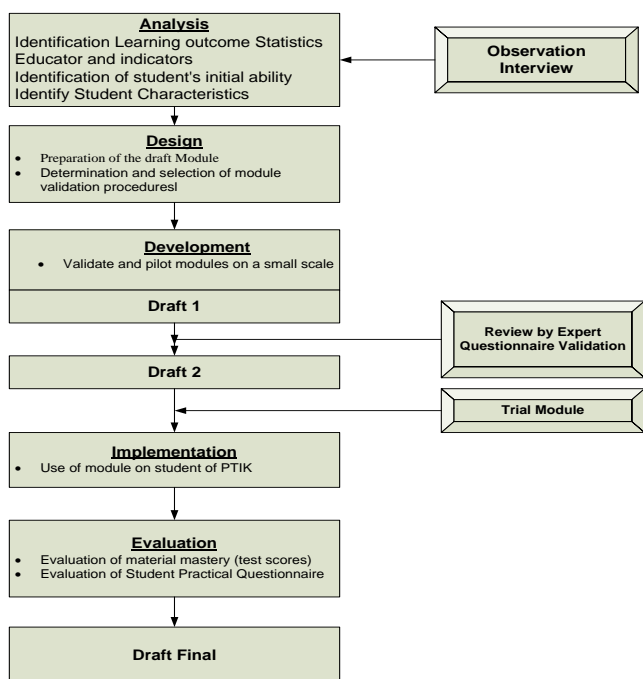 Analysis
Identification Learning outcome Statistics
Educator and indicators
Identification of student's initial ability
Identify Student Characteristics
Observation
Interview
Design
• Preparation of the draft Module
• Determination and selection of module
validation proceduresl
Development
• Validate and pilot modules on a small scale
Draft 1
Review by Expert
Questionnaire Validation
Draft 2
Trial Module
Implementation
• Use of module on student of PTIK
Evaluation
• Evaluation of material mastery (test scores)
• Evaluation of Student Practical Questionnaire
Draft Final